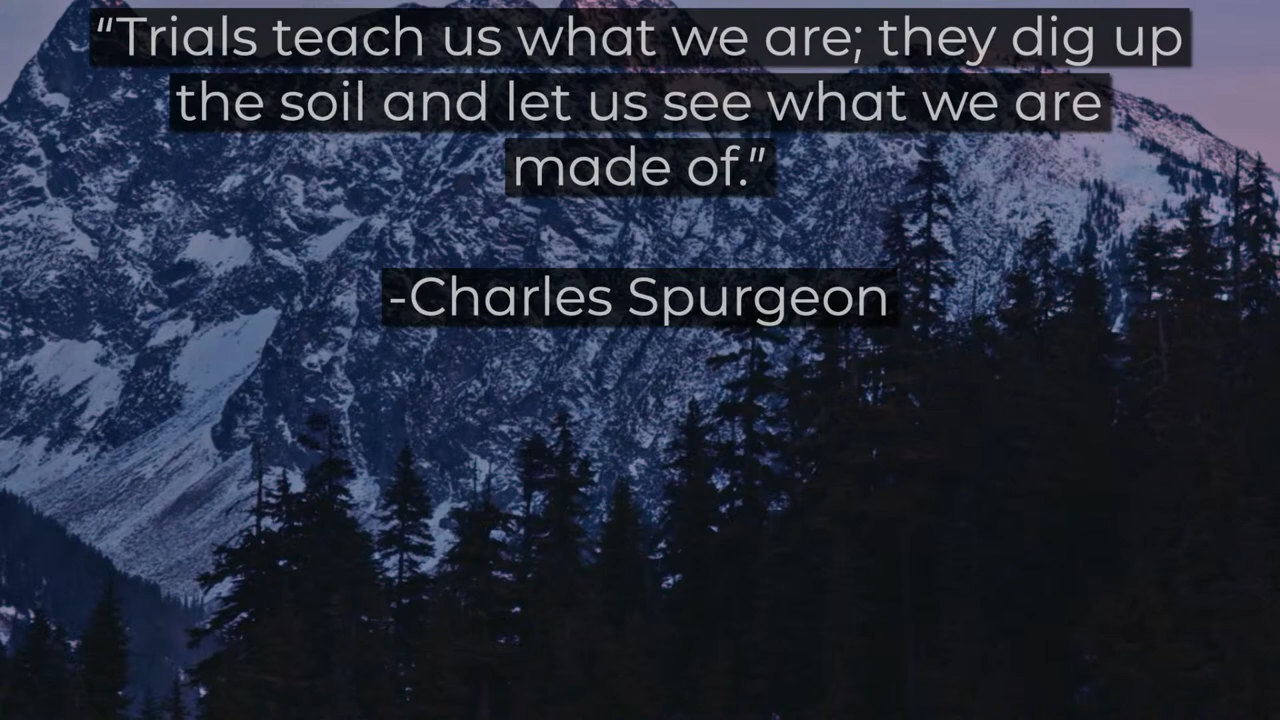 “Trials teach us what we are; they dig up
the soil and let us see what we are
made of.”
-Charles Spurgeon